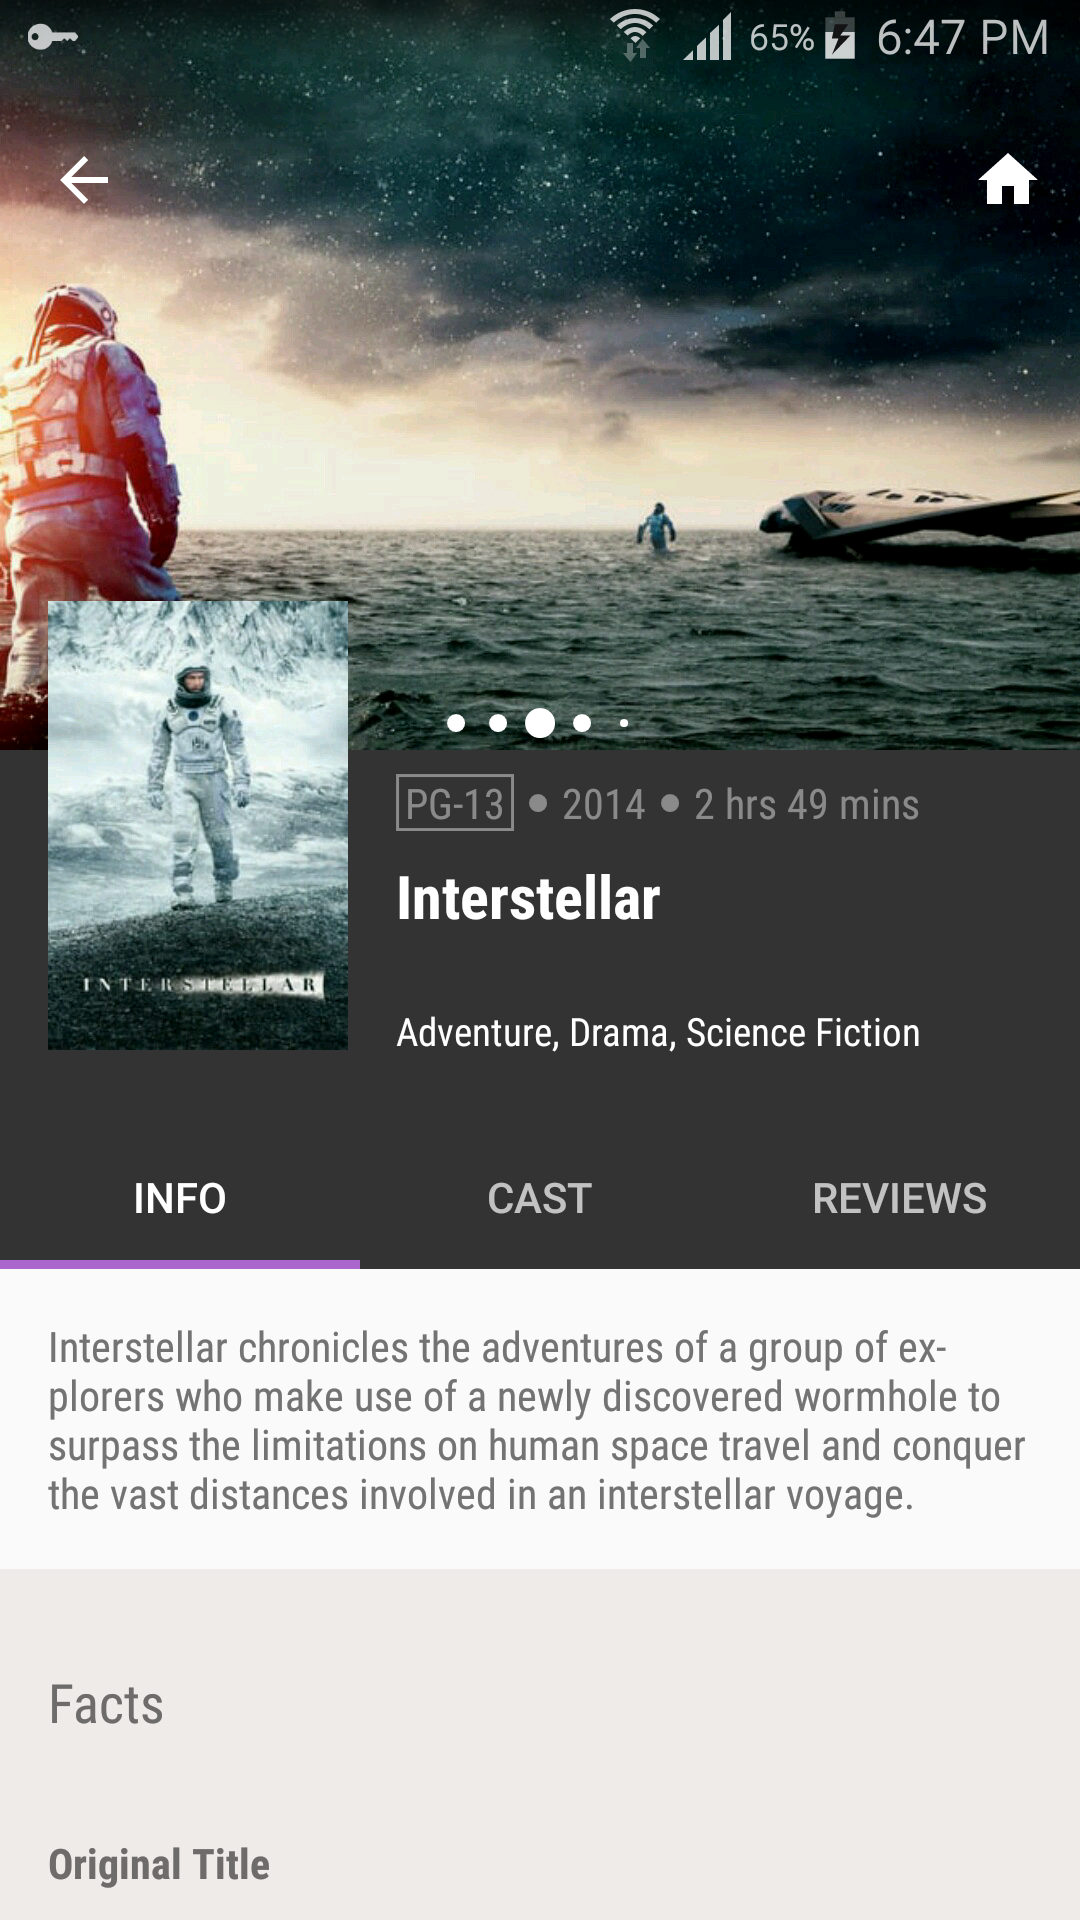 65% 6:47 PM
INTERSTELLAR
PG-13 ● 2014 ● 2 hrs 49 mins
Interstellar
Adventure, Drama, Science Fiction
INFO CAST REVIEWS
Interstellar chronicles the adventures of a group of ex-
plorers who make use of a newly discovered wormhole to
surpass the limitations on human space travel and conquer
the vast distances involved in an interstellar voyage.
Facts
Original Title